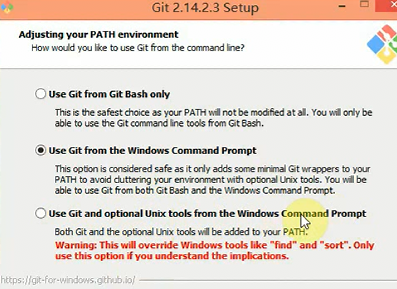 Git 2.14.2.3 Setup
Adjusting your PATH environment
How would you like to use Git from the command line?
Use Git from Git Bash only
This is the safest choice as your PATH will not be modified at all. You will only be
able to use the Git command line tools from Git Bash.
Use Git from the Windows Command Prompt
This option is considered safe as it only adds some minimal Git wrappers to your
PATH to avoid cluttering your environment with optional Unix tools. You will be
able to use Git from both Git Bash and the Windows Command Prompt.
Use Git and optional Unix tools from the Windows Command Prompt
Both Git and the optional Unix tools will be added to your PATH.
Warning: This will override Windows tools like "find" and "sort". Only
use this option if you understand the implications.
https://git-for-windows.github.io/